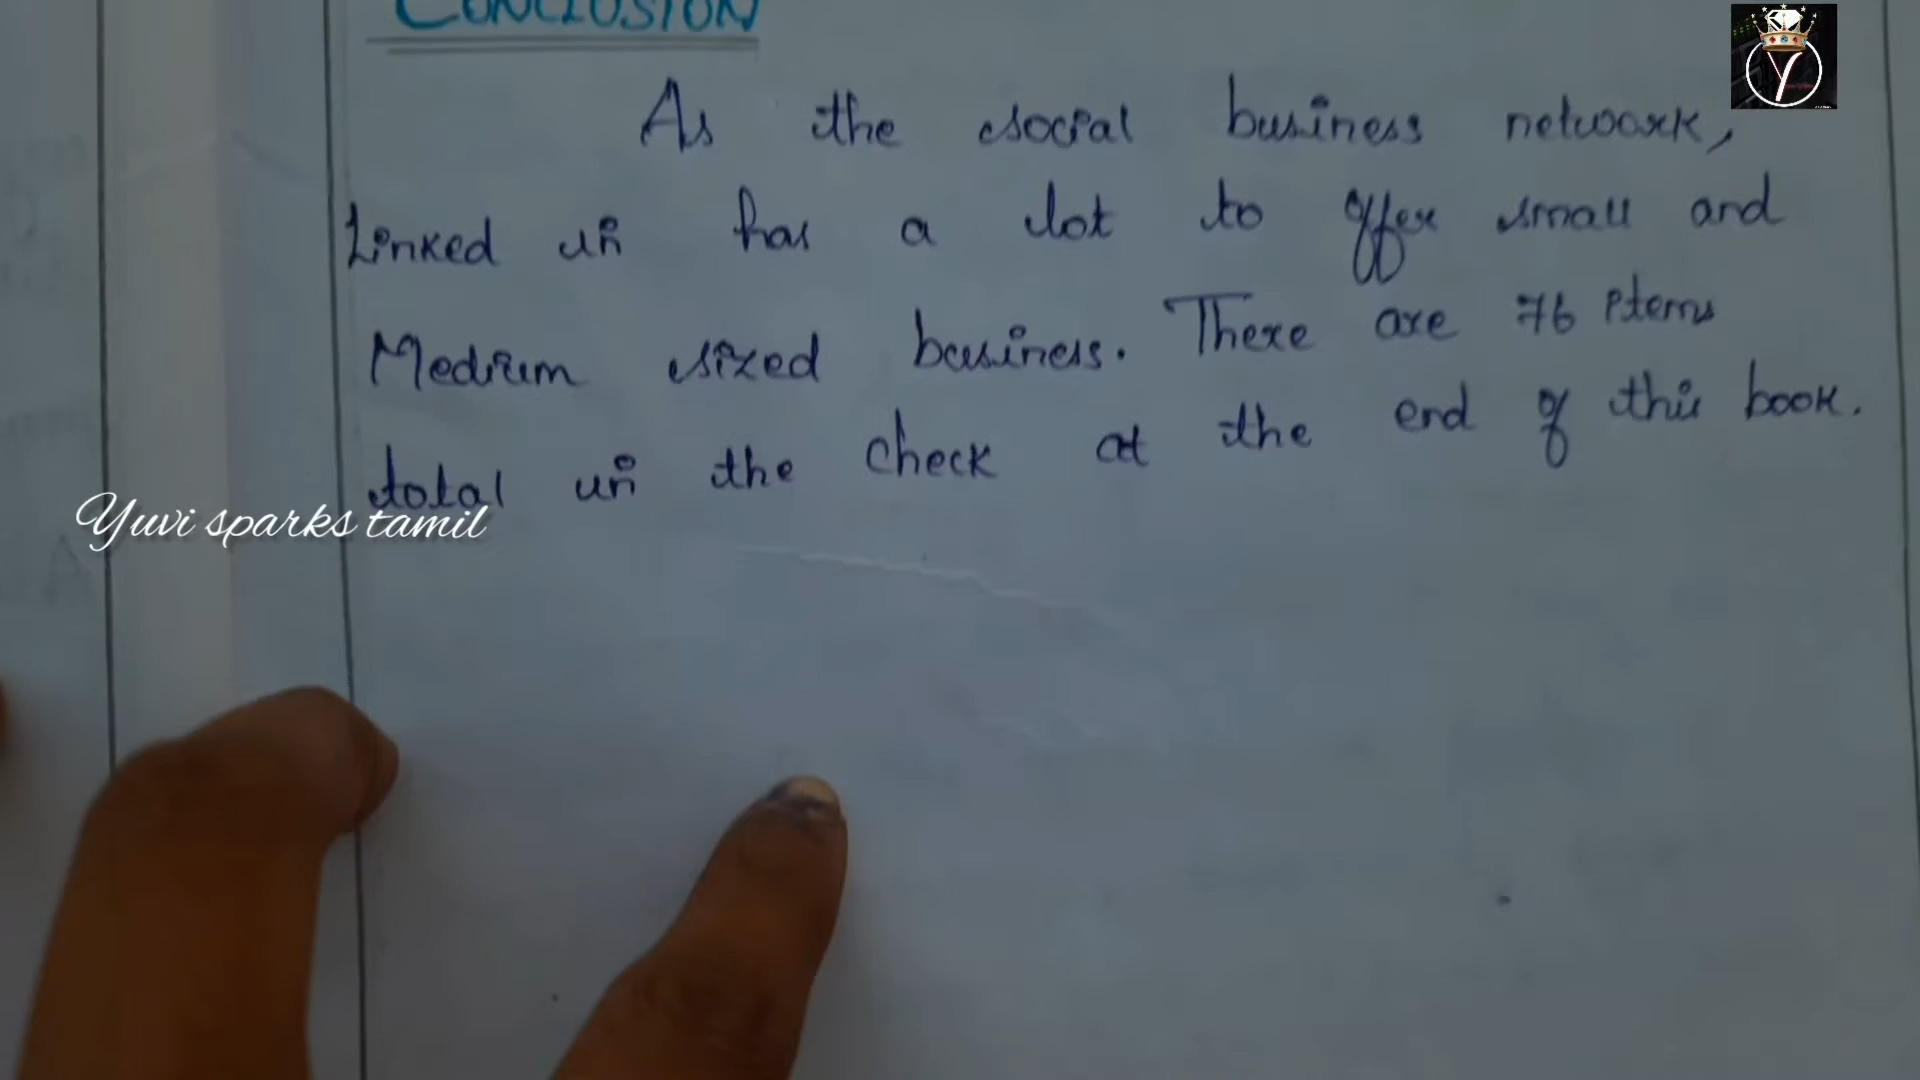 CONCLUSION
As the social business network,
Linked in has a lot to offer small and
Medium sized business. There are 76 items
total in the check at the end of this book.
Yuvi sparks tamil
Y